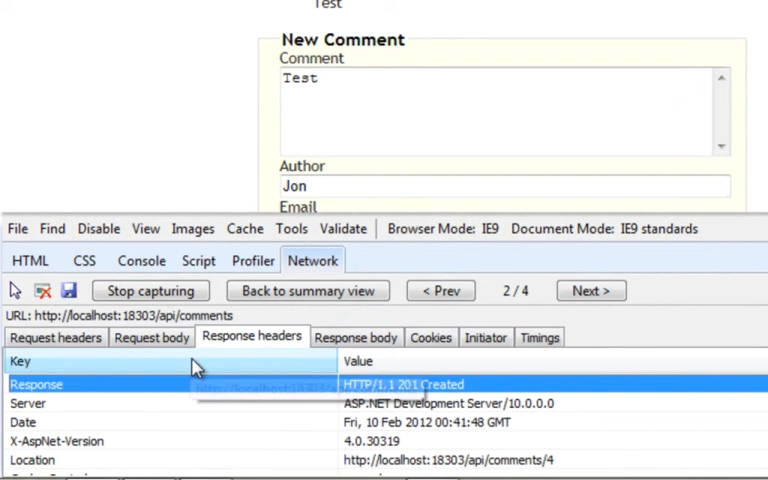 Test
New Comment
Comment
Test
Author
Jon
Email
File Find Disable View Images Cache Tools Validate Browser Mode: IE9 Document Mode: IE9 standards
HTML CSS Console Script Profiler Network
Stop capturing Back to summary view < Prev 2 / 4 Next >
URL: http://localhost:18303/api/comments
Request headers Request body Response headers Response body Cookies Initiator Timings
Key Value
Response HTTP/1.1 201 Created
Server ASP.NET Development Server/10.0.0.0
Date Fri, 10 Feb 2012 00:41:48 GMT
X-AspNet-Version 4.0.30319
Location http://localhost:18303/api/comments/4